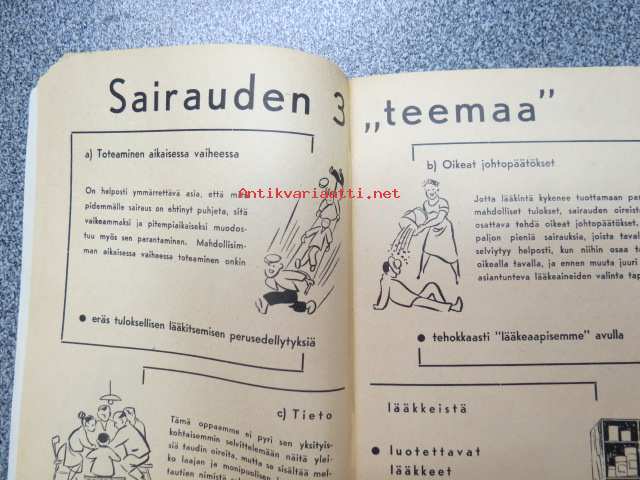 Sairauden 3 „teemaa”
a) Toteaminen aikaisessa vaiheessa
On helposti ymmärrettävä asia, että mitä
pidemmälle sairaus on ehtinyt puhjeta, sitä
vaikeammaksi ja pitempiaikaiseksi muodos-
tuu myös sen parantaminen. Mahdollisim-
man aikaisessa vaiheessa toteaminen onkin
● eräs tuloksellisen lääkitsemisen perusedellytyksiä
b) Oikeat johtopäätökset
Jotta lääkintä kykenee tuottamaan
mahdolliset tulokset, sairauden oireista
osattava tehdä oikeat johtopäätökset.
paljon pieniä sairauksia, joista
selviytyy helposti, kun niihin osaa
oikealla tavalla, ja ennen muuta juuri
asiantunteva lääkeaineiden valinta
● tehokkaasti "lääkeaapisemme" avulla
c) Tieto
Tämä oppaamme ei pyri sen yksityis-
kohtaisemmin selvittelemään näitä ylei-
siä taudin oireita, mutta se sisältää mel-
ko laajan ja monipuolisen
tautien nimistä
lääkkeistä
● luotettavat
lääkkeet
Antikvariaatti.net